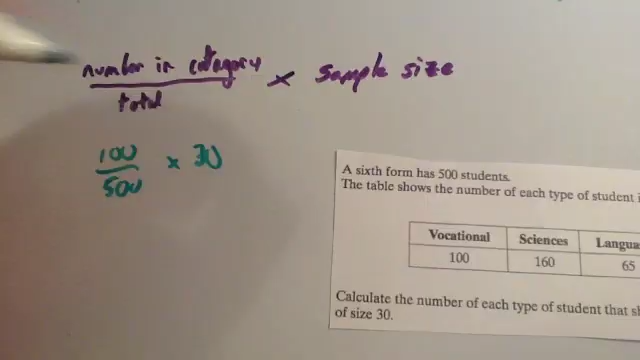 number in category
total
× sample size
100
500
× 30
A sixth form has 500 students.
The table shows the number of each type of student
Vocational Sciences
100 160 65
Calculate the number of each type of student that
of size 30.